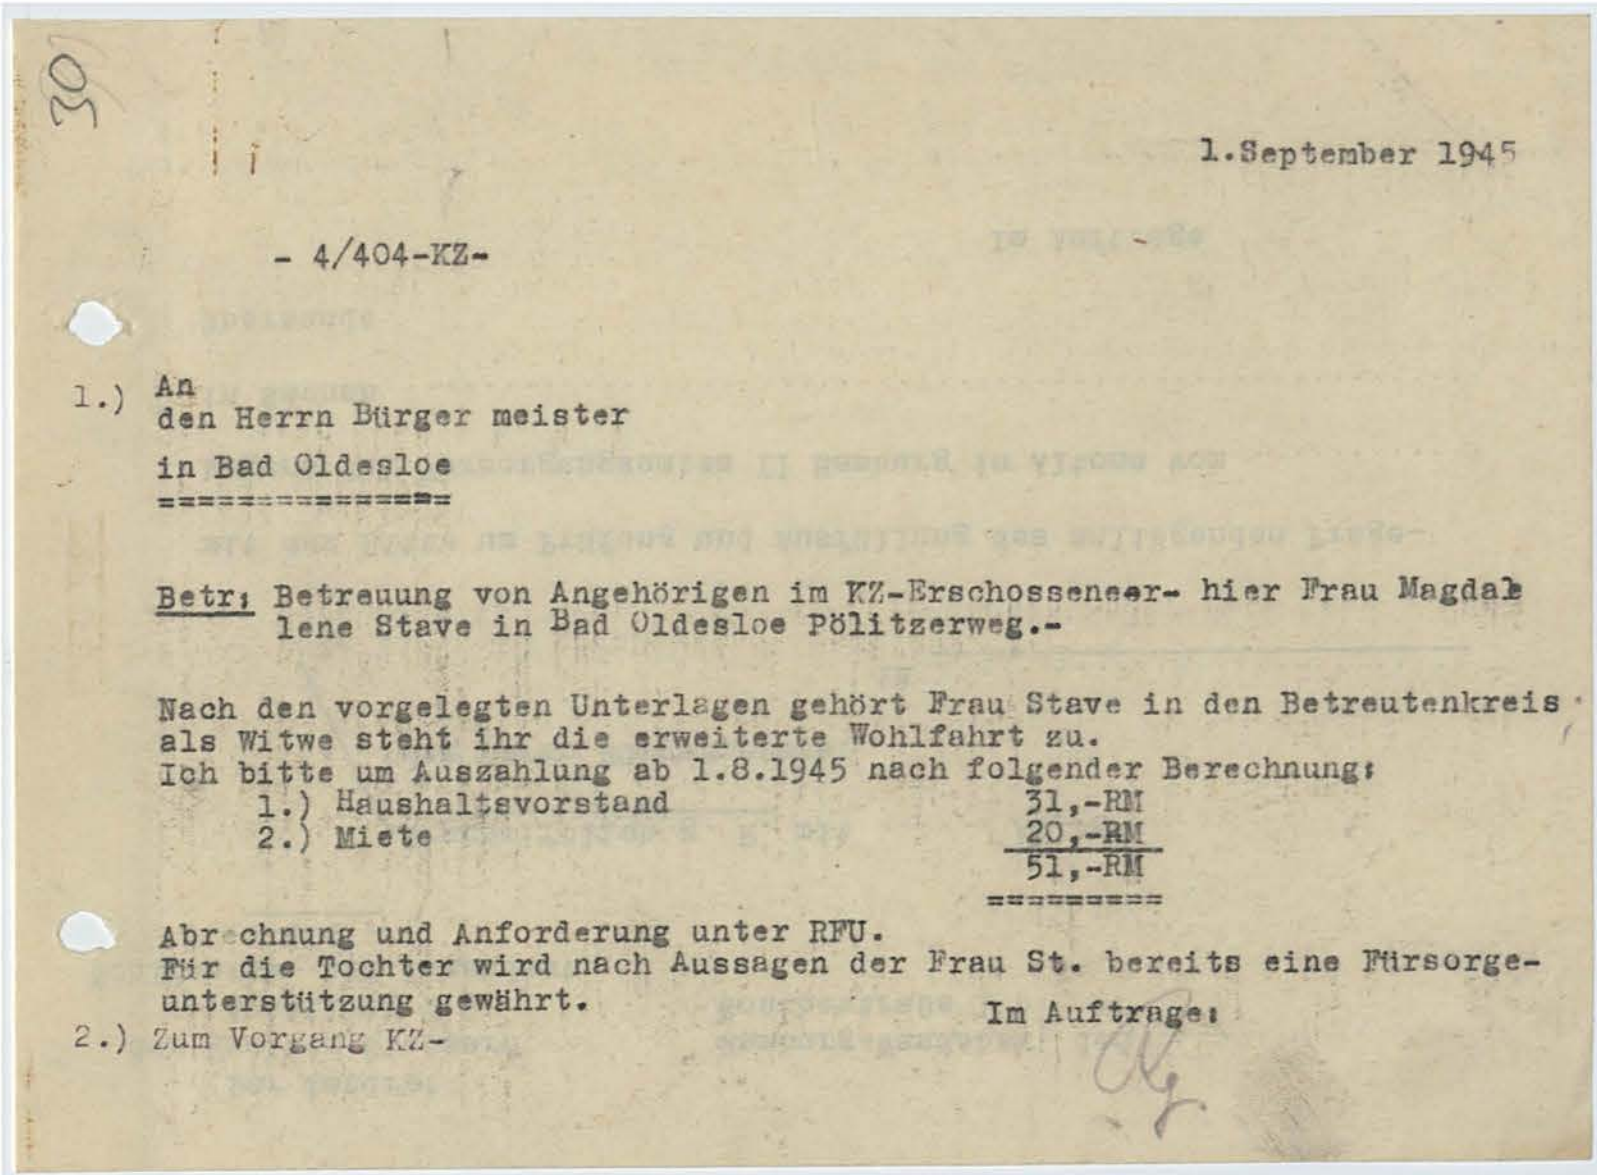 30
1.September 1945
- 4/404-KZ-
1.) An
den Herrn Bürger meister
in Bad Oldesloe
===============
Betr: Betreuung von Angehörigen im KZ-Erschosseneer- hier Frau Magdale
lene Stave in Bad Oldesloe Pölitzerweg.-
Nach den vorgelegten Unterlagen gehört Frau Stave in den Betreutenkreis
als Witwe steht ihr die erweiterte Wohlfahrt zu.
Ich bitte um Auszahlung ab 1.8.1945 nach folgender Berechnung:
1.) Haushaltsvorstand 31,-RM
2.) Miete 20,-RM
51,-RM
=========
Abrechnung und Anforderung unter RFU.
Für die Tochter wird nach Aussagen der Frau St. bereits eine Fürsorge-
unterstützung gewährt.
Im Auftrage:
2.) Zum Vorgang KZ-